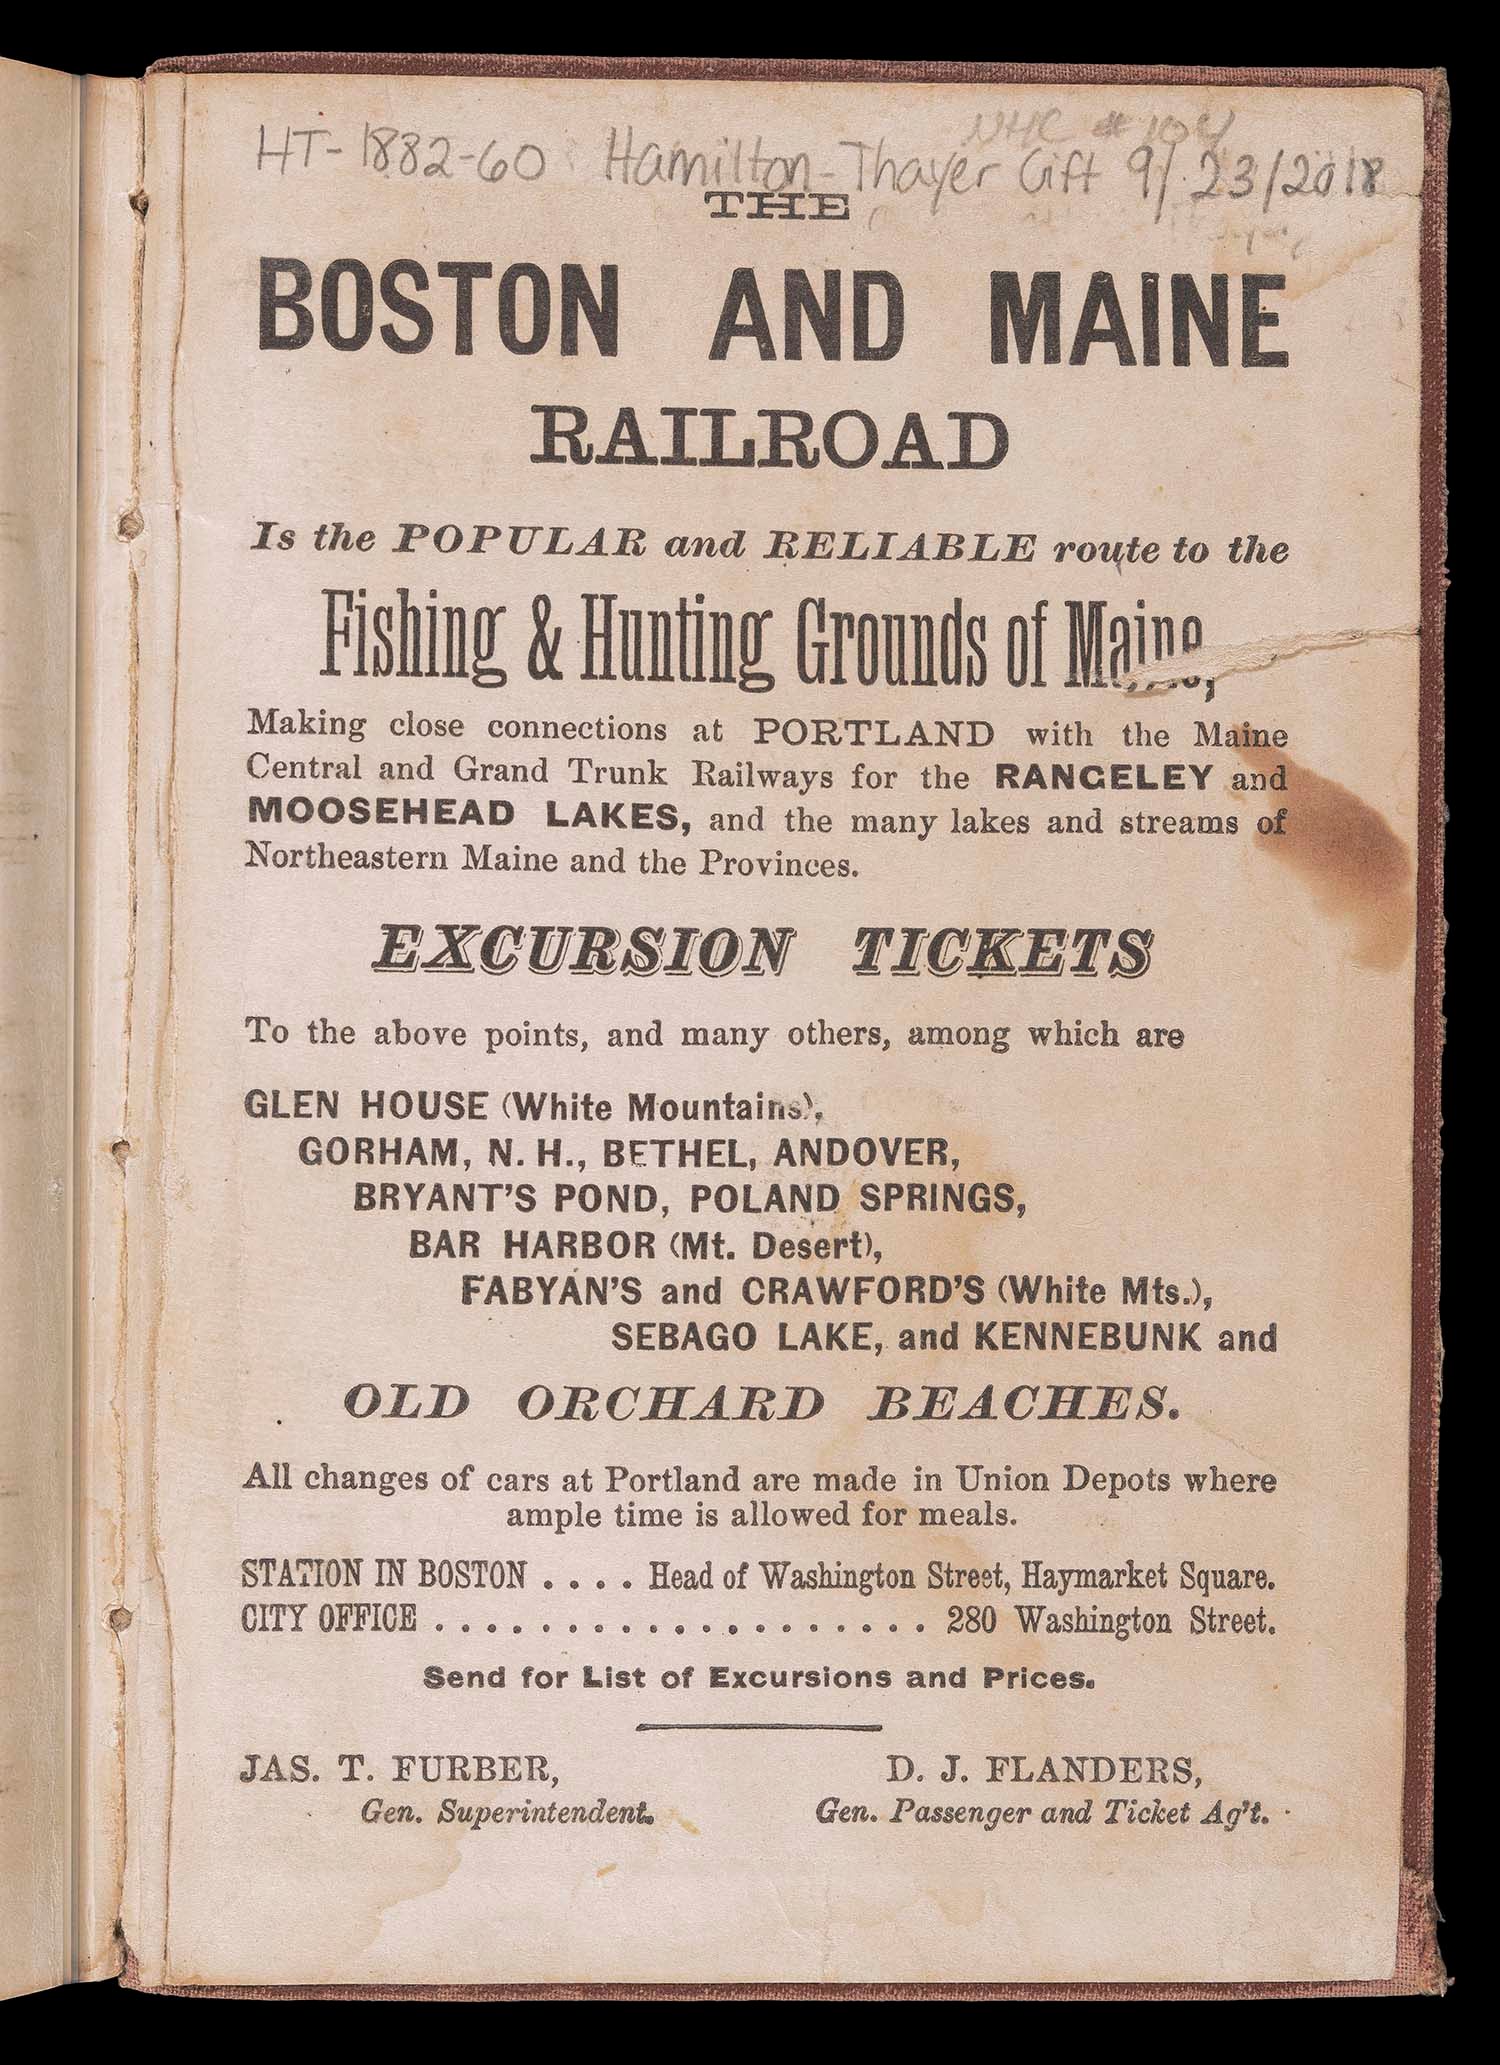 NHC # 104
HT-1882-60 Hamilton-Thayer Gift 9/23/2018
THE
BOSTON AND MAINE
RAILROAD
Is the POPULAR and RELIABLE route to the
Fishing & Hunting Grounds of Maine,
Making close connections at PORTLAND with the Maine
Central and Grand Trunk Railways for the RANGELEY and
MOOSEHEAD LAKES, and the many lakes and streams of
Northeastern Maine and the Provinces.
EXCURSION TICKETS
To the above points, and many others, among which are
GLEN HOUSE (White Mountains),
GORHAM, N. H., BETHEL, ANDOVER,
BRYANT'S POND, POLAND SPRINGS,
BAR HARBOR (Mt. Desert),
FABYAN'S and CRAWFORD'S (White Mts.),
SEBAGO LAKE, and KENNEBUNK and
OLD ORCHARD BEACHES.
All changes of cars at Portland are made in Union Depots where
ample time is allowed for meals.
STATION IN BOSTON . . . . Head of Washington Street, Haymarket Square.
CITY OFFICE . . . . . . . . . . . . . . . . . . . 280 Washington Street.
Send for List of Excursions and Prices.
JAS. T. FURBER, D. J. FLANDERS,
Gen. Superintendent. Gen. Passenger and Ticket Ag't.